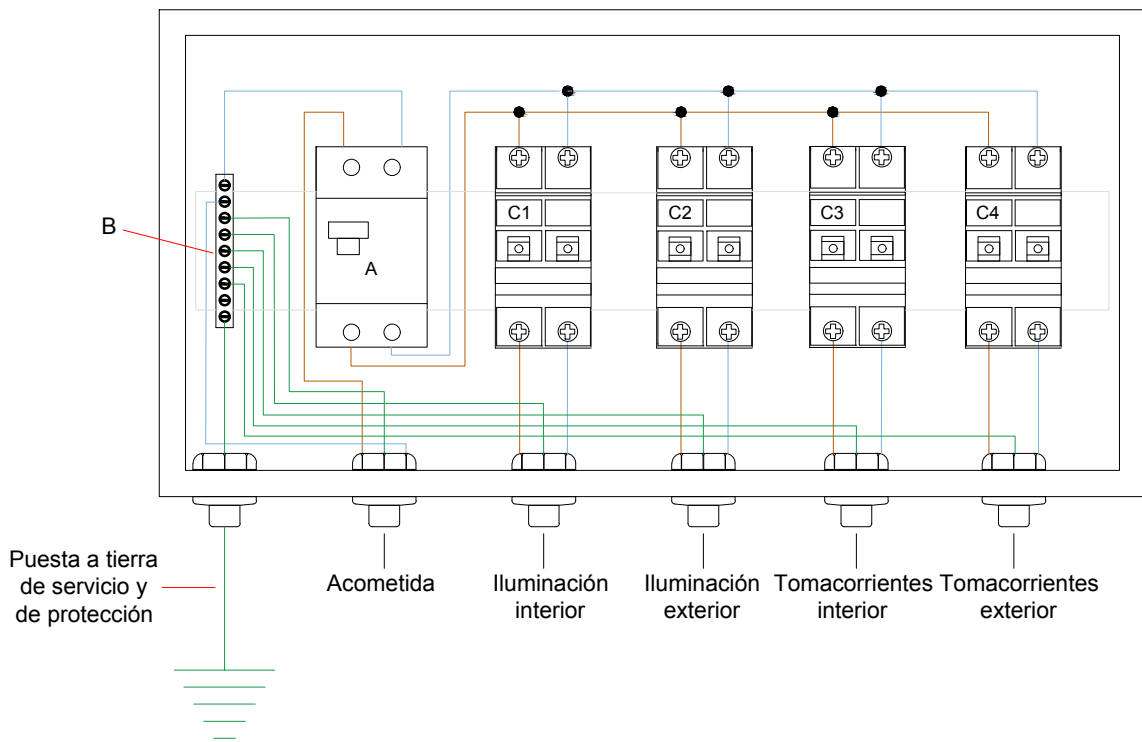 C1
C2
C3
C4
B
A
Puesta a tierra
de servicio y
de protección
Acometida
Iluminación
interior
Iluminación
exterior
Tomacorrientes
interior
Tomacorrientes
exterior